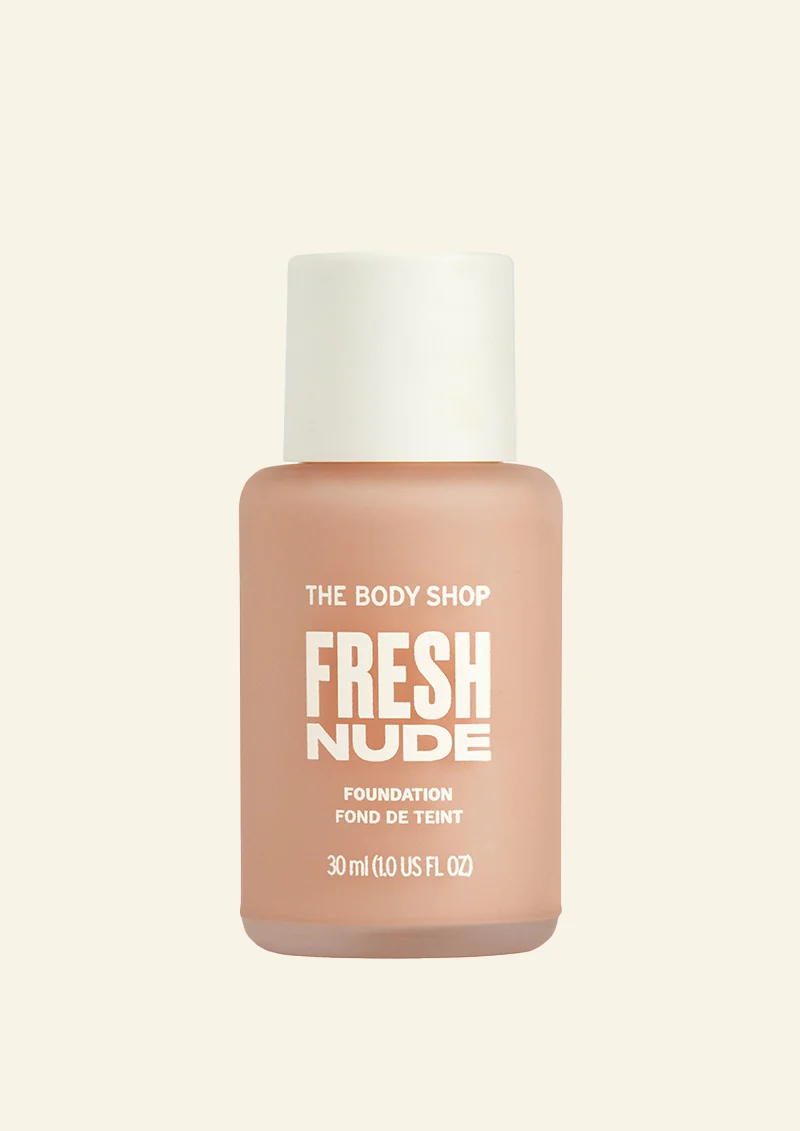 THE BODY SHOP
FRESH
NUDE
FOUNDATION
FOND DE TEINT
30 ml (1.0 US FL OZ)